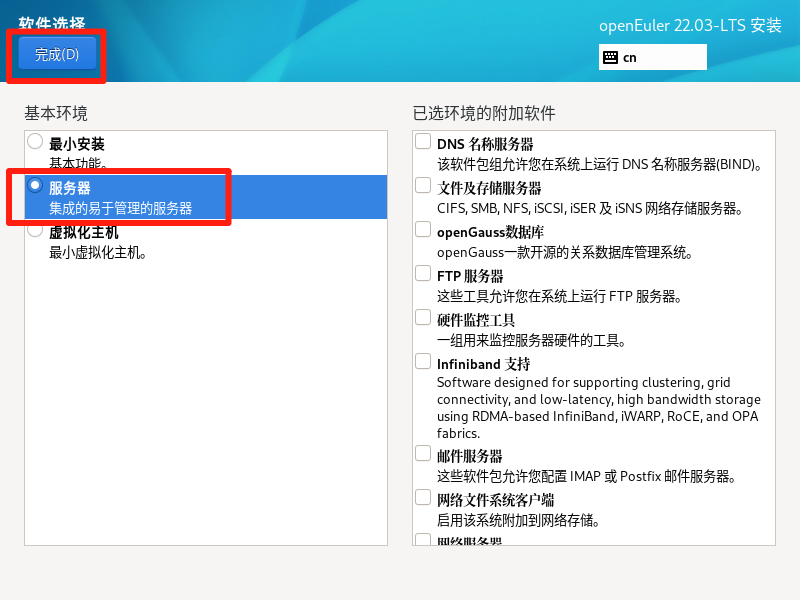 软件选择
完成(D)
openEuler 22.03-LTS 安装
cn
基本环境
最小安装
基本功能。
服务器
集成的易于管理的服务器
虚拟化主机
最小虚拟化主机。
已选环境的附加软件
DNS 名称服务器
该软件包组允许您在系统上运行 DNS 名称服务器(BIND)。
文件及存储服务器
CIFS, SMB, NFS, iSCSI, iSER 及 iSNS 网络存储服务器。
openGauss数据库
openGauss一款开源的关系数据库管理系统。
FTP 服务器
这些工具允许您在系统上运行 FTP 服务器。
硬件监控工具
一组用来监控服务器硬件的工具。
Infiniband 支持
Software designed for supporting clustering, grid
connectivity, and low-latency, high bandwidth storage
using RDMA-based InfiniBand, iWARP, RoCE, and OPA
fabrics.
邮件服务器
这些软件包允许您配置 IMAP 或 Postfix 邮件服务器。
网络文件系统客户端
启用该系统附加到网络存储。
网络服务器